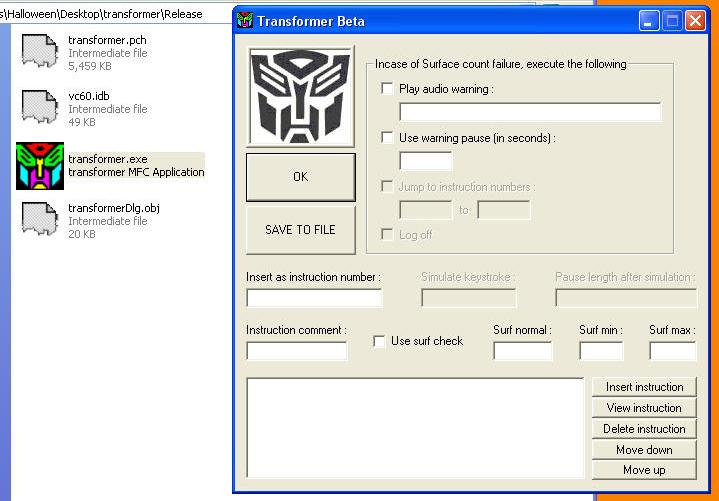 s\Halloween\Desktop\transformer\Release
transformer.pch
Intermediate file
5,459 KB
vc60.idb
Intermediate file
49 KB
transformer.exe
transformer MFC Application
transformerDlg.obj
Intermediate file
20 KB
Transformer Beta
OK
SAVE TO FILE
Incase of Surface count failure, execute the following
Play audio warning :
Use warning pause (in seconds) :
Jump to instruction numbers :
to
Log off
Insert as instruction number : Simulate keystroke : Pause length after simulation :
Instruction comment : Use surf check Surf normal : Surf min : Surf max :
Insert instruction
View instruction
Delete instruction
Move down
Move up